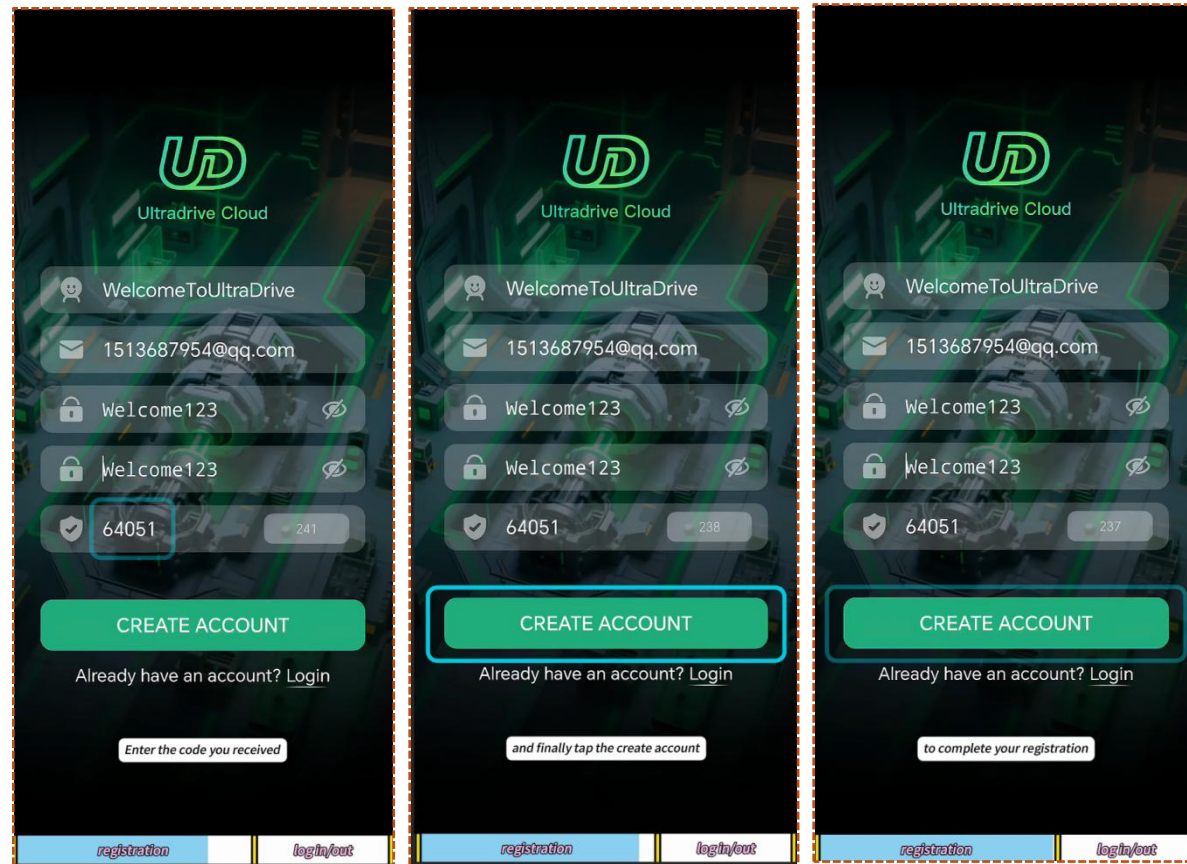 UD
Ultradrive Cloud
WelcomeToUltraDrive
1513687954@qq.com
Welcome123
Welcome123
64051
241
CREATE ACCOUNT
Already have an account? Login
Enter the code you received
registration
log in/out
UD
Ultradrive Cloud
WelcomeToUltraDrive
1513687954@qq.com
Welcome123
Welcome123
64051
238
CREATE ACCOUNT
Already have an account? Login
and finally tap the create account
registration
log in/out
UD
Ultradrive Cloud
WelcomeToUltraDrive
1513687954@qq.com
Welcome123
Welcome123
64051
237
CREATE ACCOUNT
Already have an account? Login
to complete your registration
registration
log in/out